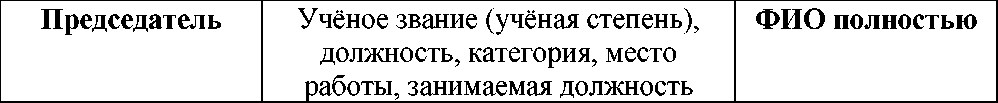 Председатель
Учёное звание (учёная степень),
должность, категория, место
работы, занимаемая должность
ФИО полностью